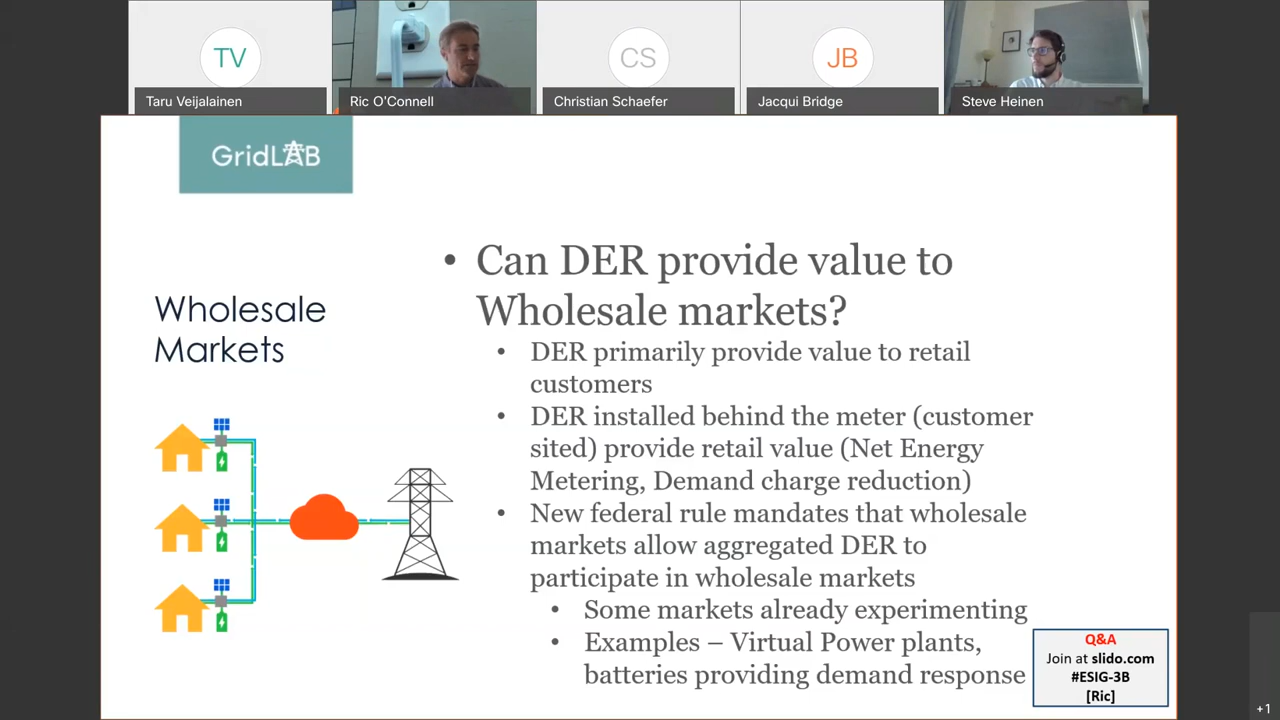 TV
CS
JB
Taru Veijalainen
Ric O'Connell
Christian Schaefer
Jacqui Bridge
Steve Heinen
GridLAB
Wholesale
Markets
• Can DER provide value to
Wholesale markets?
• DER primarily provide value to retail
customers
• DER installed behind the meter (customer
sited) provide retail value (Net Energy
Metering, Demand charge reduction)
• New federal rule mandates that wholesale
markets allow aggregated DER to
participate in wholesale markets
• Some markets already experimenting
• Examples – Virtual Power plants,
batteries providing demand response
Q&A
Join at slido.com
#ESIG-3B
[Ric]
+1